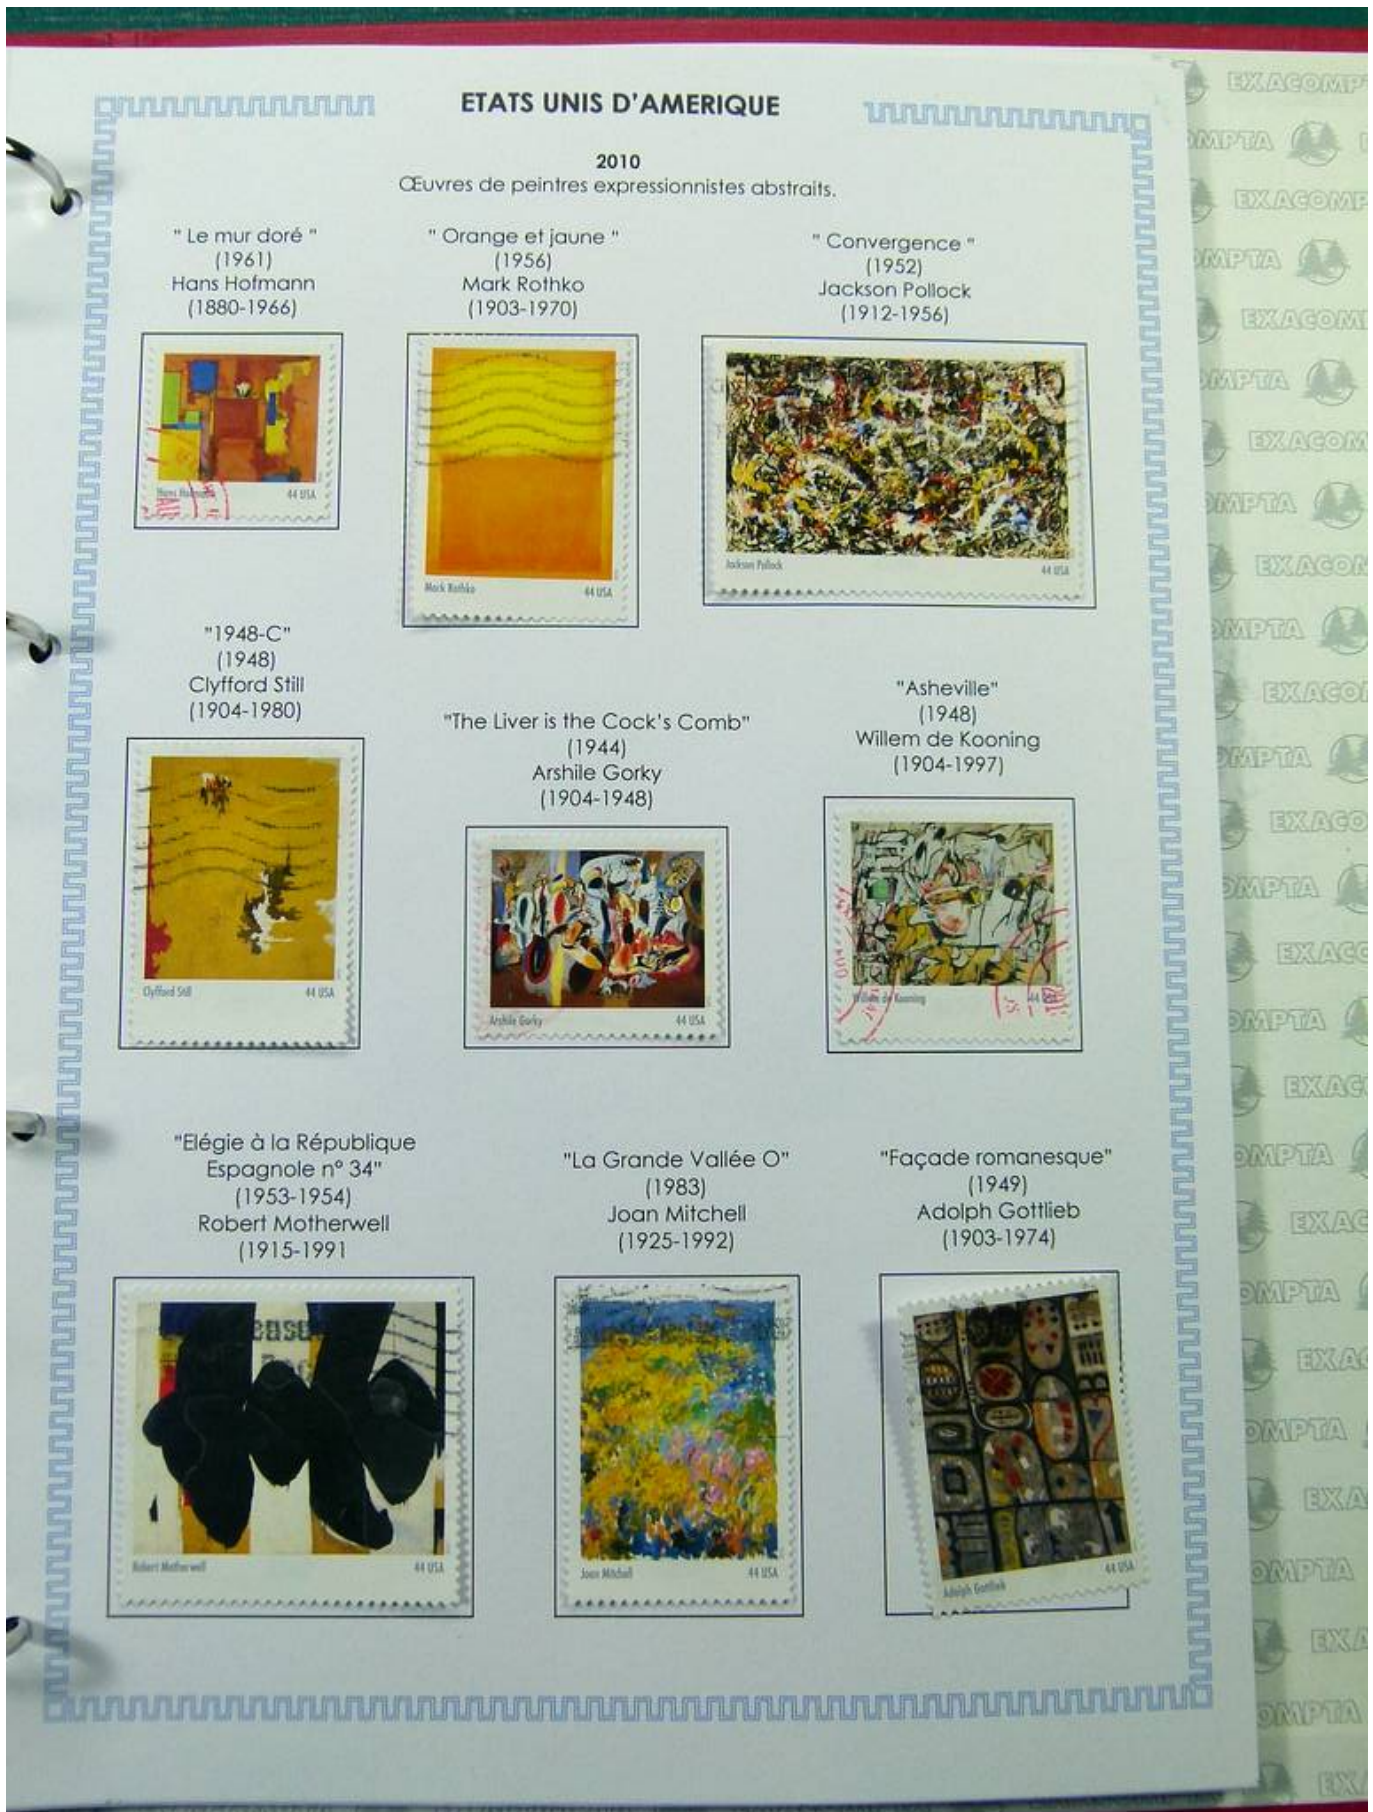 ETATS UNIS D'AMERIQUE
2010
Œuvres de peintres expressionnistes abstraits.
" Le mur doré "
(1961)
Hans Hofmann
(1880-1966)
" Orange et jaune "
(1956)
Mark Rothko
(1903-1970)
" Convergence "
(1952)
Jackson Pollock
(1912-1956)
Hans Hofmann
44 USA
Mark Rothko
44 USA
Jackson Pollock
44 USA
"1948-C"
(1948)
Clyfford Still
(1904-1980)
"The Liver is the Cock's Comb"
(1944)
Arshile Gorky
(1904-1948)
"Asheville"
(1948)
Willem de Kooning
(1904-1997)
Clyfford Still
44 USA
Arshile Gorky
44 USA
Willem de Kooning
44
"Elégie à la République
Espagnole n° 34"
(1953-1954)
Robert Motherwell
(1915-1991
"La Grande Vallée O"
(1983)
Joan Mitchell
(1925-1992)
"Façade romanesque"
(1949)
Adolph Gottlieb
(1903-1974)
Robert Motherwell
44 USA
Joan Mitchell
44 USA
Adolph Gottlieb
44 USA
EXACOMPTA